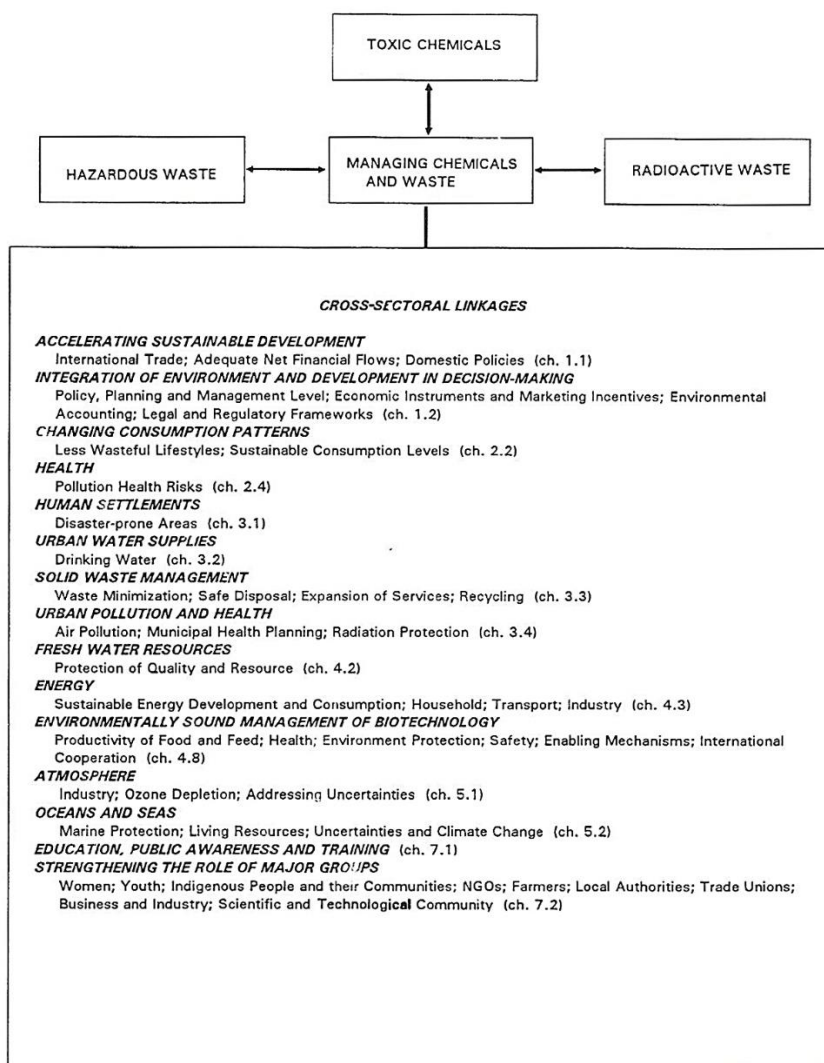 TOXIC CHEMICALS
HAZARDOUS WASTE
MANAGING CHEMICALS
AND WASTE
RADIOACTIVE WASTE
CROSS-SECTORAL LINKAGES
ACCELERATING SUSTAINABLE DEVELOPMENT
International Trade; Adequate Net Financial Flows; Domestic Policies (ch. 1.1)
INTEGRATION OF ENVIRONMENT AND DEVELOPMENT IN DECISION-MAKING
Policy, Planning and Management Level; Economic Instruments and Marketing Incentives; Environmental
Accounting; Legal and Regulatory Frameworks (ch. 1.2)
CHANGING CONSUMPTION PATTERNS
Less Wasteful Lifestyles; Sustainable Consumption Levels (ch. 2.2)
HEALTH
Pollution Health Risks (ch. 2.4)
HUMAN SETTLEMENTS
Disaster-prone Areas (ch. 3.1)
URBAN WATER SUPPLIES
Drinking Water (ch. 3.2)
SOLID WASTE MANAGEMENT
Waste Minimization; Safe Disposal; Expansion of Services; Recycling (ch. 3.3)
URBAN POLLUTION AND HEALTH
Air Pollution; Municipal Health Planning; Radiation Protection (ch. 3.4)
FRESH WATER RESOURCES
Protection of Quality and Resource (ch. 4.2)
ENERGY
Sustainable Energy Development and Consumption; Household; Transport; Industry (ch. 4.3)
ENVIRONMENTALLY SOUND MANAGEMENT OF BIOTECHNOLOGY
Productivity of Food and Feed; Health; Environment Protection; Safety; Enabling Mechanisms; International
Cooperation (ch. 4.8)
ATMOSPHERE
Industry; Ozone Depletion; Addressing Uncertainties (ch. 5.1)
OCEANS AND SEAS
Marine Protection; Living Resources; Uncertainties and Climate Change (ch. 5.2)
EDUCATION, PUBLIC AWARENESS AND TRAINING (ch. 7.1)
STRENGTHENING THE ROLE OF MAJOR GROUPS
Women; Youth; Indigenous People and their Communities; NGOs; Farmers; Local Authorities; Trade Unions;
Business and Industry; Scientific and Technological Community (ch. 7.2)